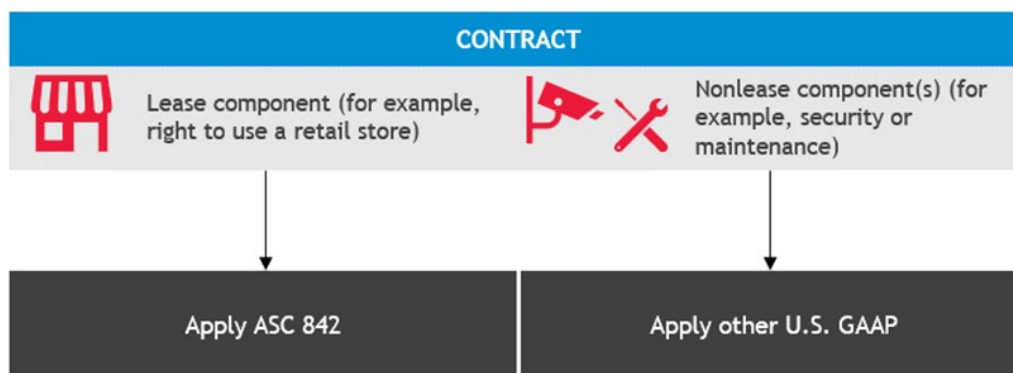 CONTRACT
Lease component (for example,
right to use a retail store)
Nonlease component(s) (for
example, security or
maintenance)
Apply ASC 842
Apply other U.S. GAAP